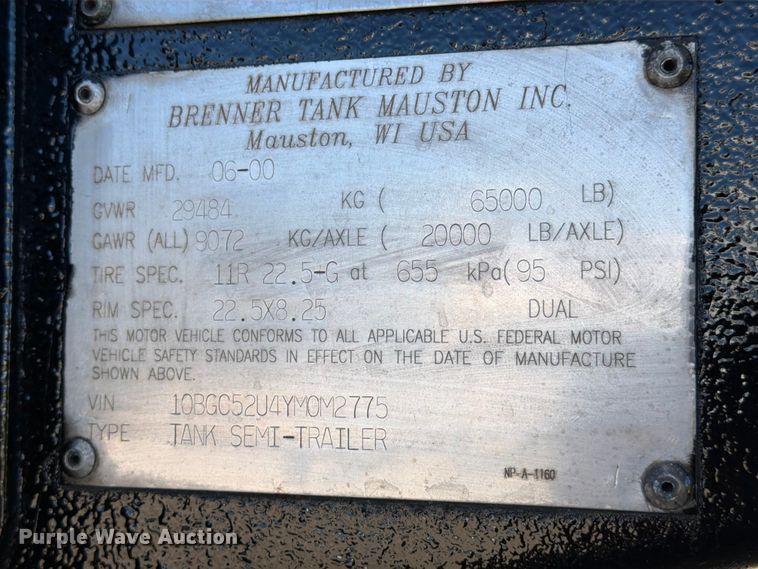 MANUFACTURED BY
BRENNER TANK MAUSTON INC.
Mauston, WI USA
DATE MFD. 06-00
GVWR 29484 KG ( 65000 LB)
GAWR (ALL) 9072 KG/AXLE ( 20000 LB/AXLE)
TIRE SPEC. 11R 22.5-G at 655 kPa( 95 PSI)
RIM SPEC. 22.5X8.25 DUAL
THIS MOTOR VEHICLE CONFORMS TO ALL APPLICABLE U.S. FEDERAL MOTOR
VEHICLE SAFETY STANDARDS IN EFFECT ON THE DATE OF MANUFACTURE
SHOWN ABOVE.
VIN 10BGC52U4YM0M2775
TYPE TANK SEMI-TRAILER
NP-A-1160
Purple Wave Auction